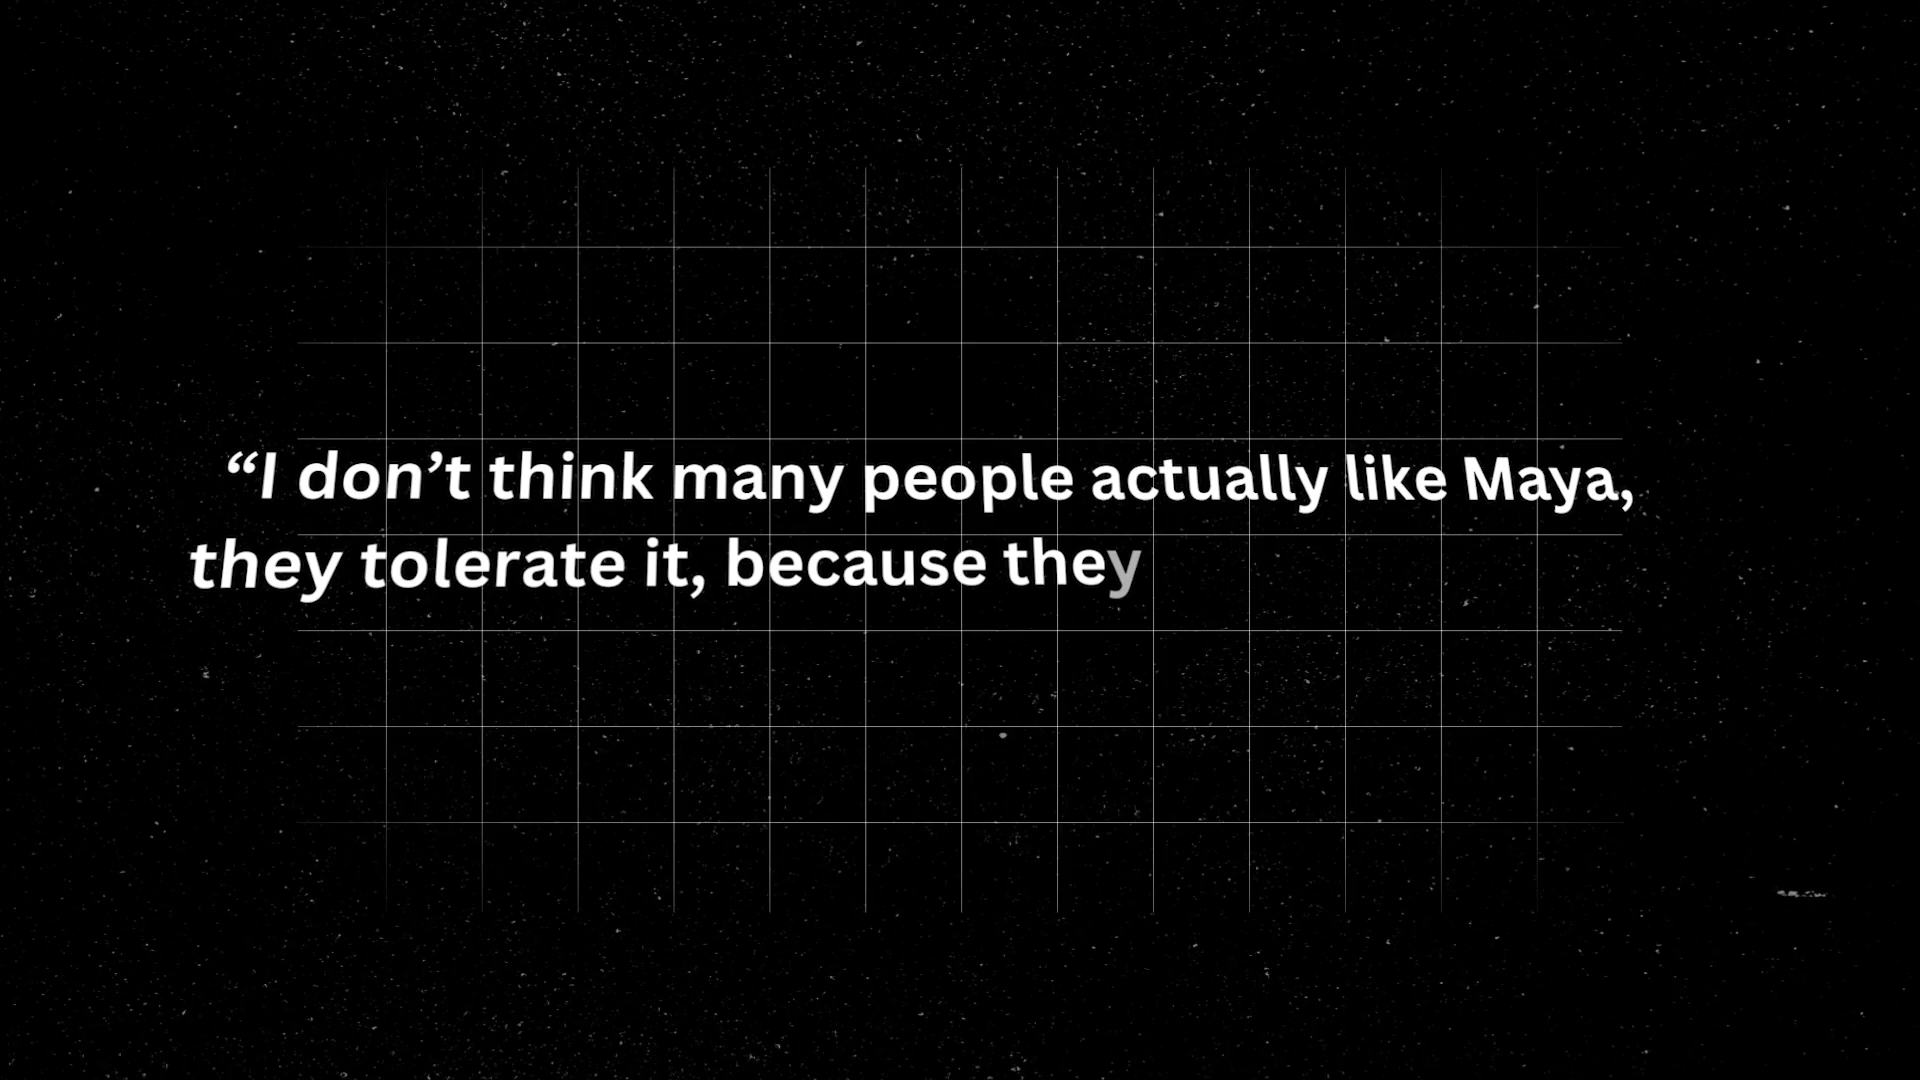 “I don’t think many people actually like Maya,
they tolerate it, because they